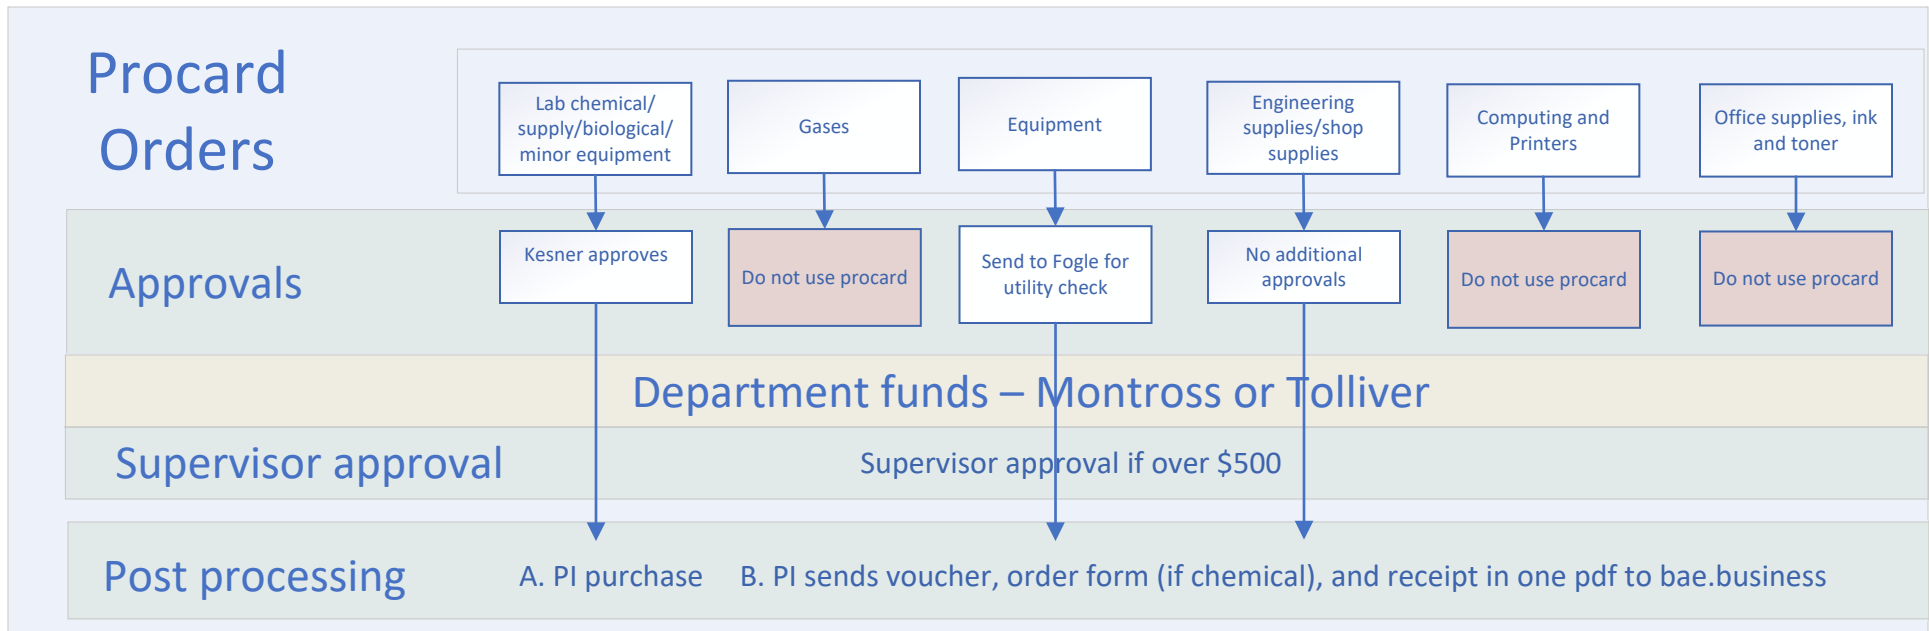 Procard
Orders
Lab chemical/
supply/biological/
minor equipment
Gases
Equipment
Engineering
supplies/shop
supplies
Computing and
Printers
Office supplies, ink
and toner
Approvals
Kesner approves
Do not use procard
Send to Fogle for
utility check
No additional
approvals
Do not use procard
Do not use procard
Department funds – Montross or Tolliver
Supervisor approval
Supervisor approval if over $500
Post processing
A. PI purchase
B. PI sends voucher, order form (if chemical), and receipt in one pdf to bae.business